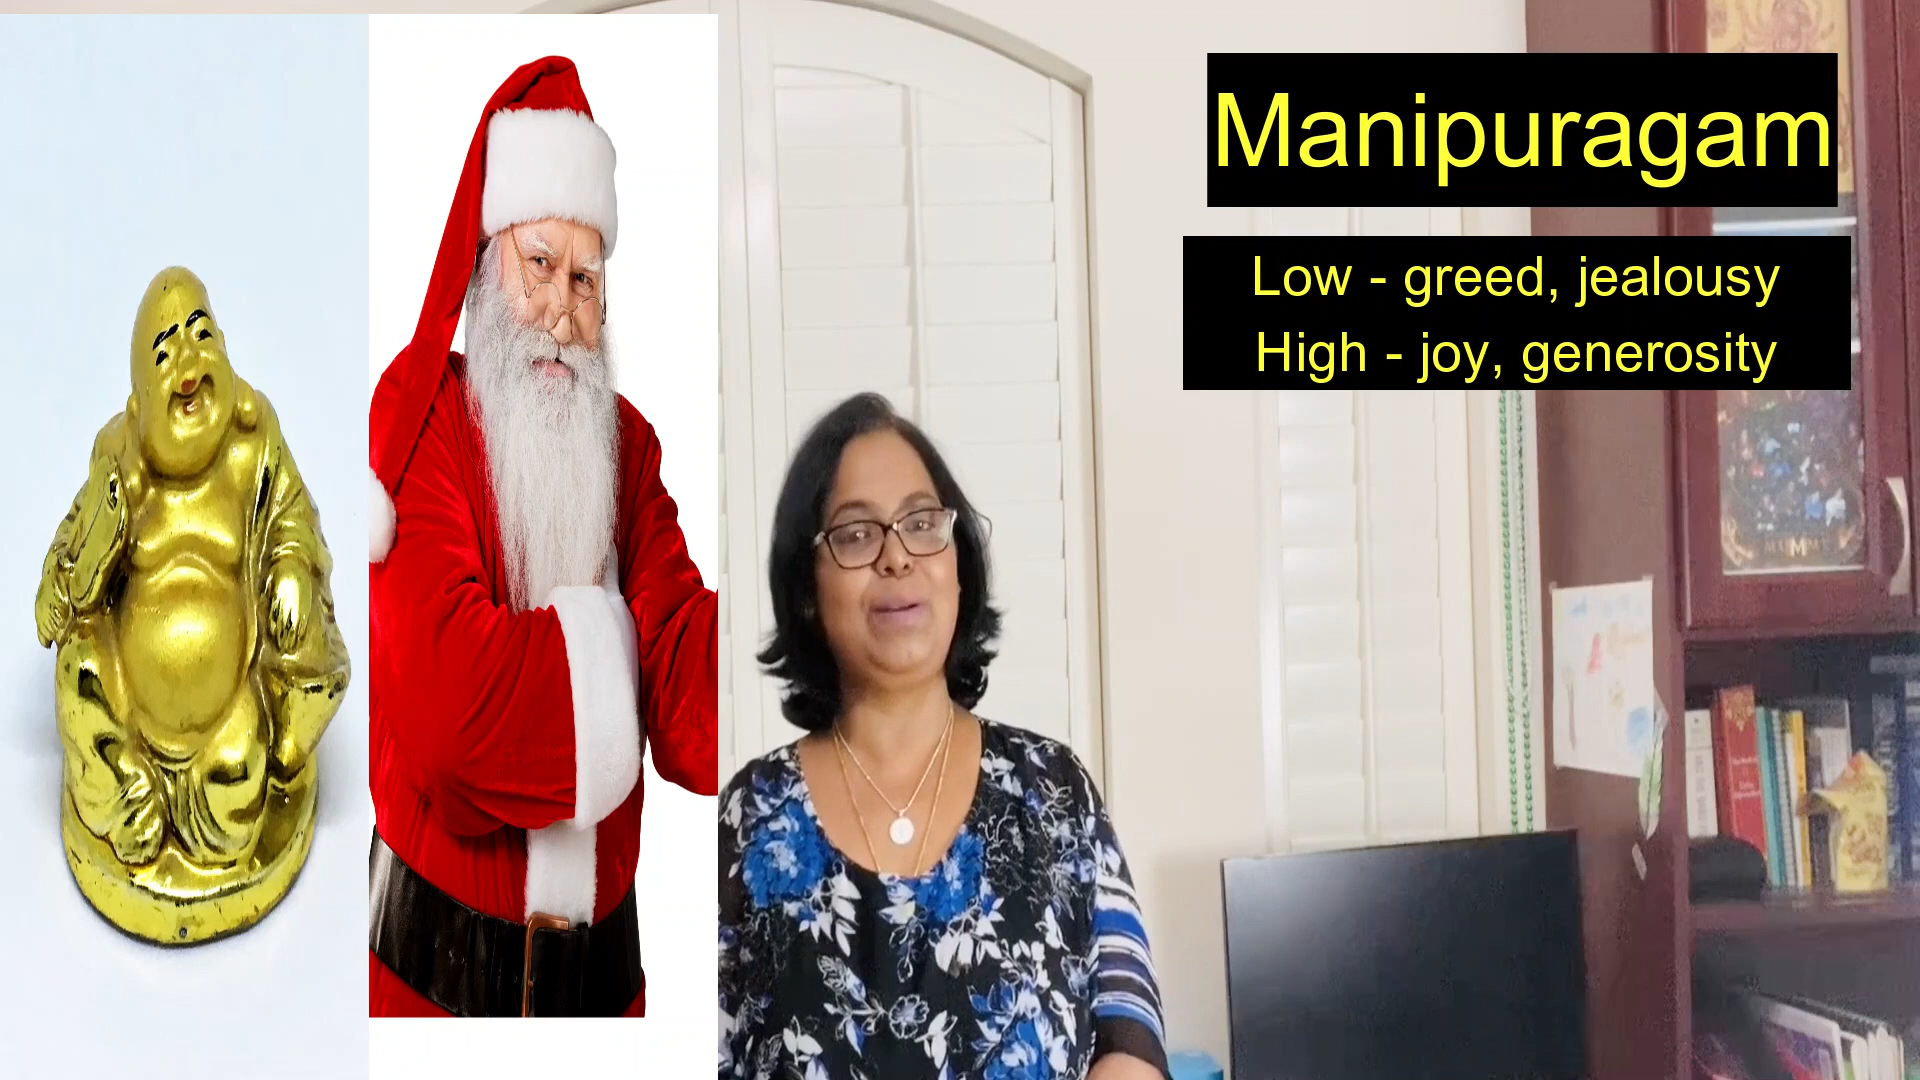 Manipuragam
Low - greed, jealousy
High - joy, generosity